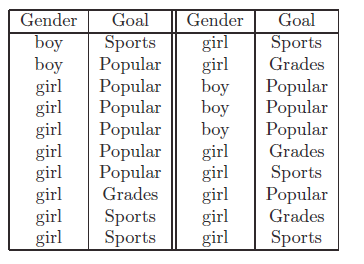 Gender Goal Gender Goal
boy Sports girl Sports
boy Popular girl Grades
girl Popular boy Popular
girl Popular boy Popular
girl Popular boy Popular
girl Popular girl Grades
girl Popular girl Sports
girl Grades girl Popular
girl Sports girl Grades
girl Sports girl Sports